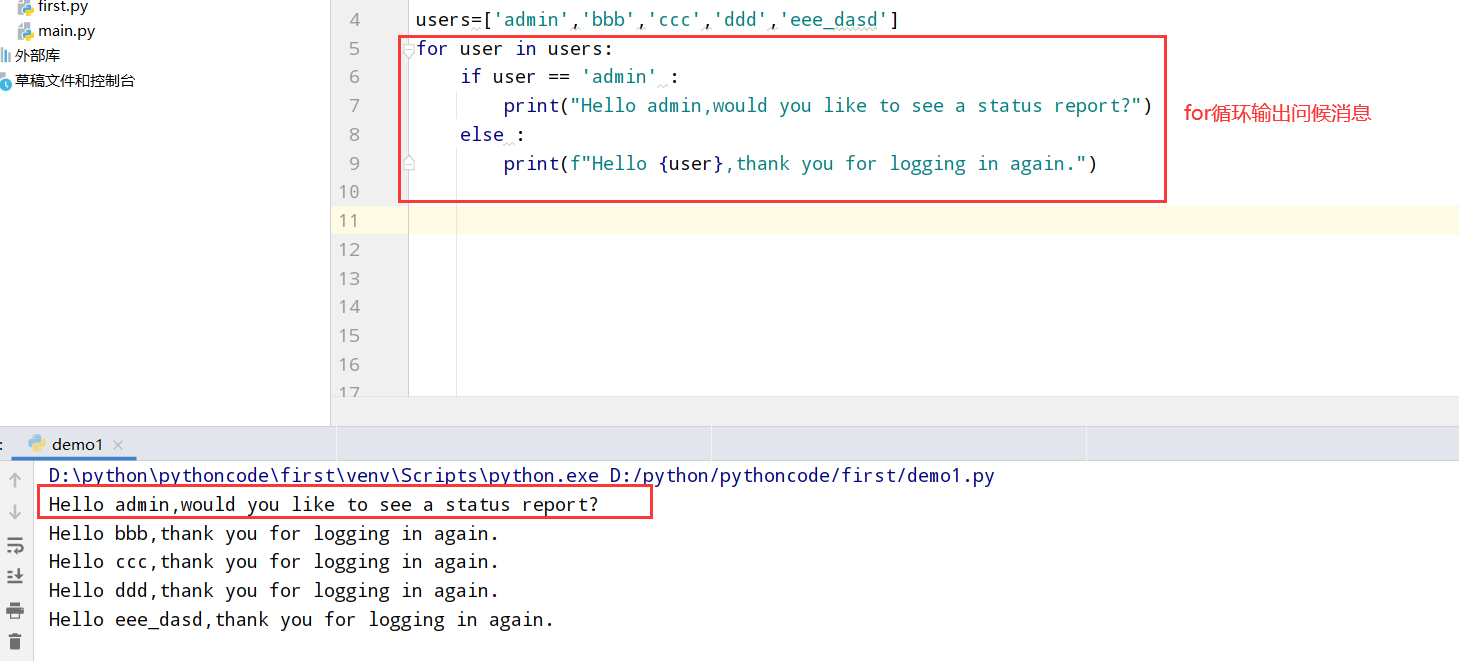 first.py
main.py
外部库
草稿文件和控制台
4 users=['admin','bbb','ccc','ddd','eee_dasd']
5 for user in users:
6 if user == 'admin' :
7 print("Hello admin,would you like to see a status report?")
8 else :
9 print(f"Hello {user},thank you for logging in again.")
10
11
12
13
14
15
16
17
for循环输出问候消息
: demo1
D:\python\pythoncode\first\venv\Scripts\python.exe D:/python/pythoncode/first/demo1.py
Hello admin,would you like to see a status report?
Hello bbb,thank you for logging in again.
Hello ccc,thank you for logging in again.
Hello ddd,thank you for logging in again.
Hello eee_dasd,thank you for logging in again.